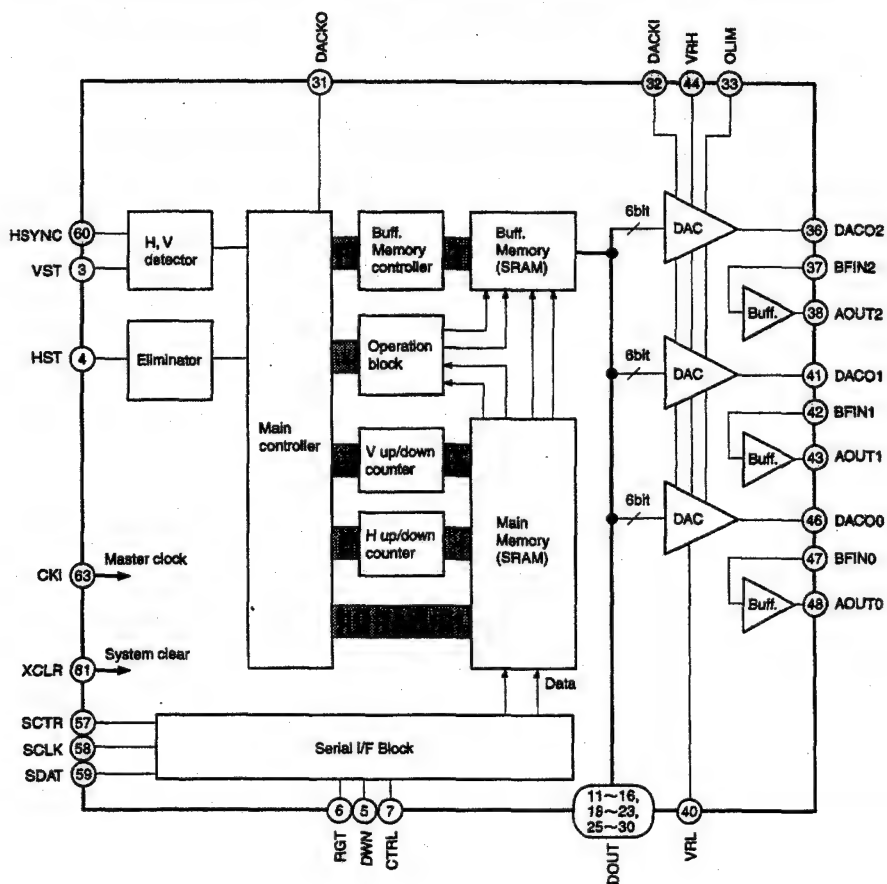 DACKO
31
DACKI
32
VRH
44
OLIM
33
HSYNC
60
VST
3
H, V
detector
HST
4
Eliminator
Main
controller
Buff.
Memory
controller
Buff.
Memory
(SRAM)
Operation
block
V up/down
counter
H up/down
counter
Main
Memory
(SRAM)
6bit
DAC
36
DACO2
37
BFIN2
Buff.
38
AOUT2
6bit
DAC
41
DACO1
42
BFIN1
Buff.
43
AOUT1
6bit
DAC
46
DACO0
47
BFIN0
Buff.
48
AOUT0
CKI
63
Master clock
XCLR
61
System clear
Data
SCTR
57
SCLK
58
SDAT
59
Serial I/F Block
6
RGT
5
DWN
7
CTRL
11~16,
18~23,
25~30
DOUT
40
VRL